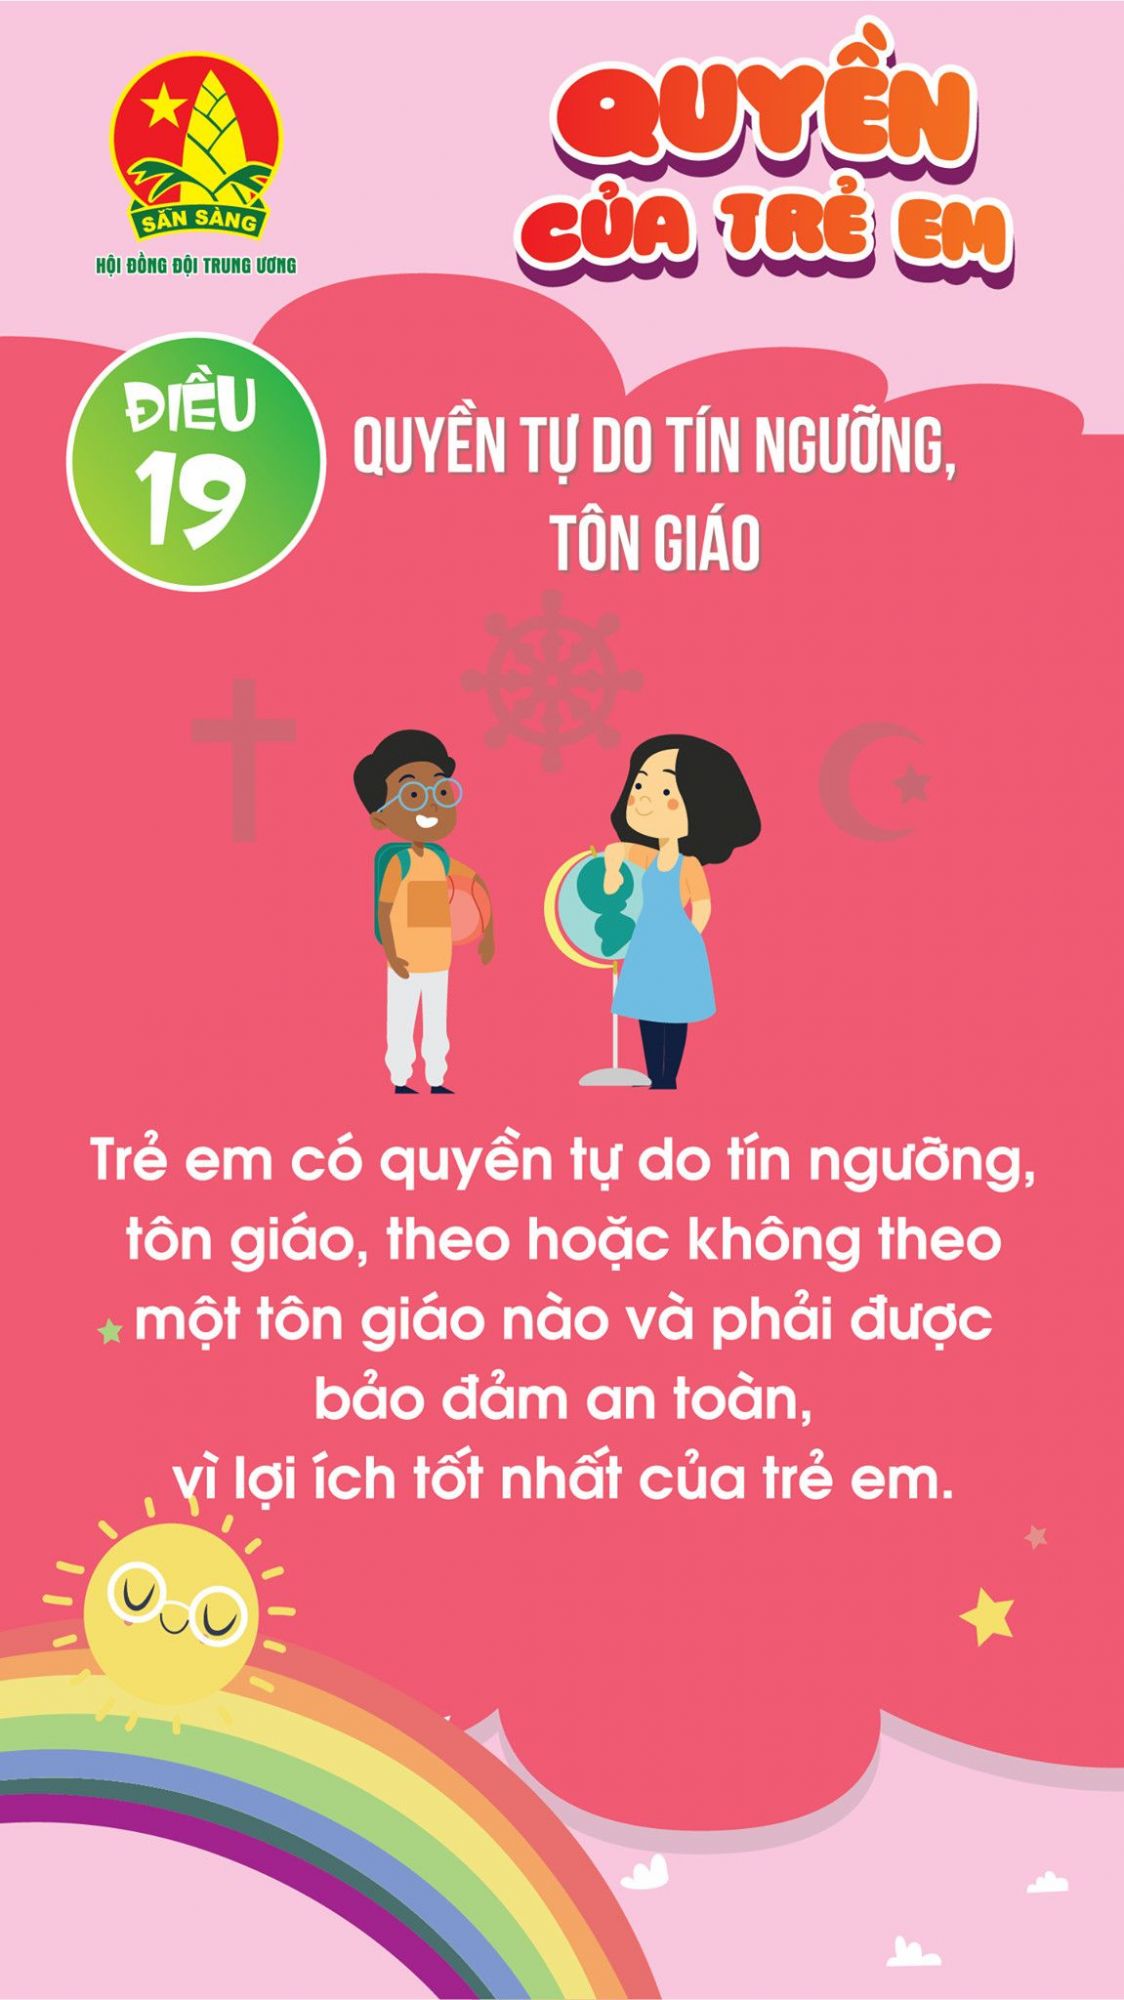 SẴN SÀNG
HỘI ĐỒNG ĐỘI TRUNG ƯƠNG
QUYỀN
CỦA TRẺ EM
ĐIỀU
19
QUYỀN TỰ DO TÍN NGƯỠNG,
TÔN GIÁO
Trẻ em có quyền tự do tín ngưỡng,
tôn giáo, theo hoặc không theo
một tôn giáo nào và phải được
bảo đảm an toàn,
vì lợi ích tốt nhất của trẻ em.